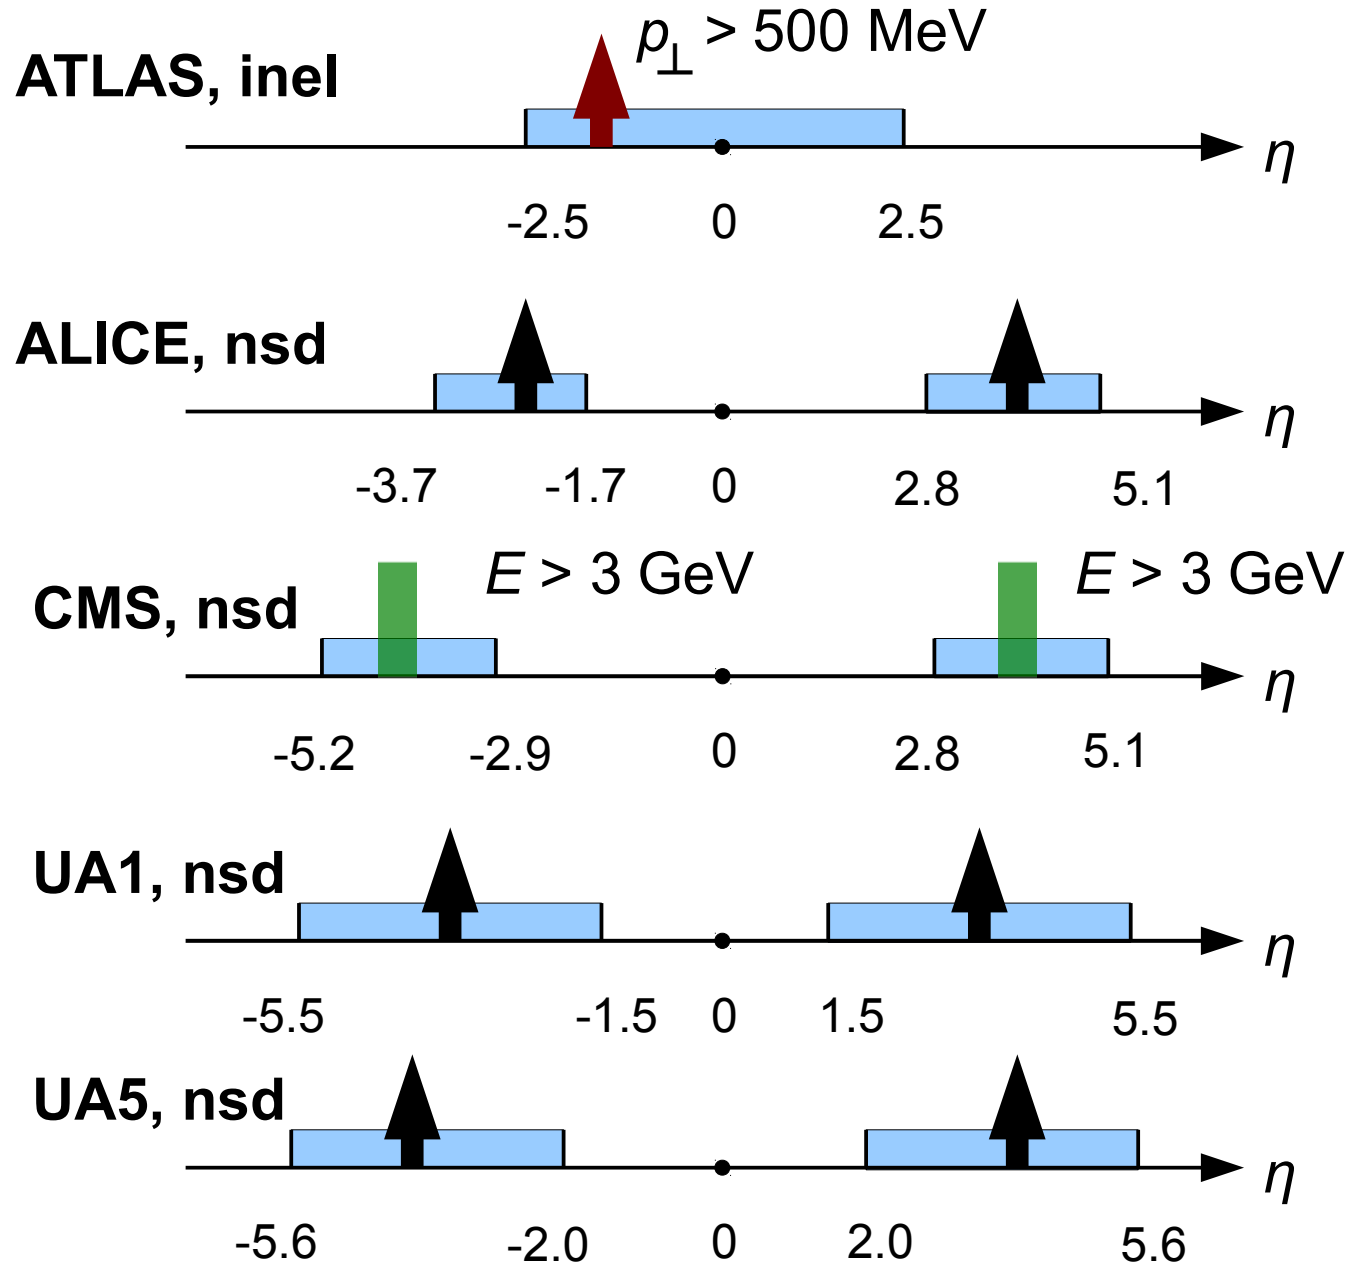 ATLAS, inel
p⊥ > 500 MeV
η
-2.5 0 2.5
ALICE, nsd
η
-3.7 -1.7 0 2.8 5.1
CMS, nsd
E > 3 GeV E > 3 GeV
η
-5.2 -2.9 0 2.8 5.1
UA1, nsd
η
-5.5 -1.5 0 1.5 5.5
UA5, nsd
η
-5.6 -2.0 0 2.0 5.6